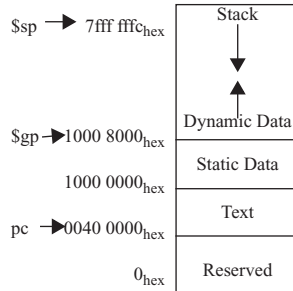 $sp 7fff fffc hex Stack
Dynamic Data
$gp 1000 8000 hex
Static Data
1000 0000 hex
Text
pc 0040 0000 hex
0 hex Reserved